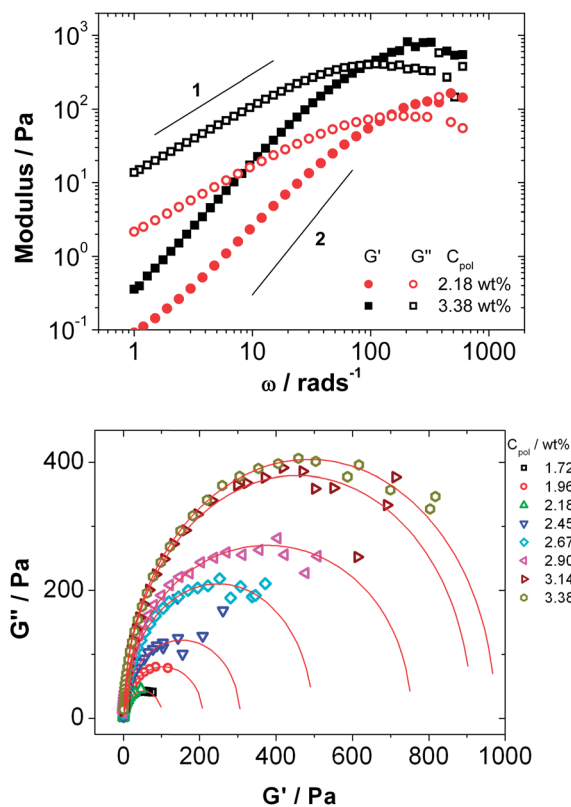 10³
10²
10¹
10⁰
10⁻¹
Modulus / Pa
1
2
G' G'' C_pol
2.18 wt%
3.38 wt%
1 10 100 1000
ω / rads⁻¹
400
200
0
G'' / Pa
C_pol / wt%
1.72
1.96
2.18
2.45
2.67
2.90
3.14
3.38
0 200 400 600 800 1000
G' / Pa